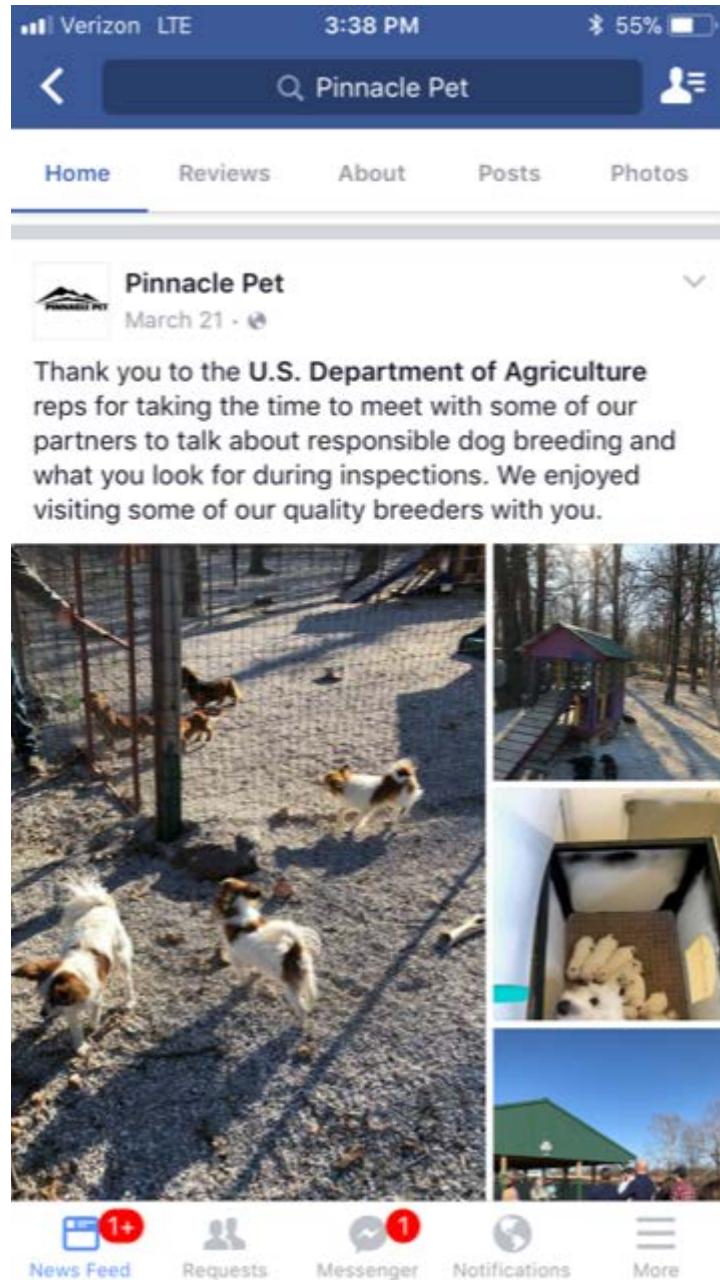 Verizon LTE 3:38 PM 55%
Pinnacle Pet
Home Reviews About Posts Photos
PINNACLE PET
Pinnacle Pet
March 21 ·
Thank you to the U.S. Department of Agriculture
reps for taking the time to meet with some of our
partners to talk about responsible dog breeding and
what you look for during inspections. We enjoyed
visiting some of our quality breeders with you.
1+ 1
News Feed Requests Messenger Notifications More